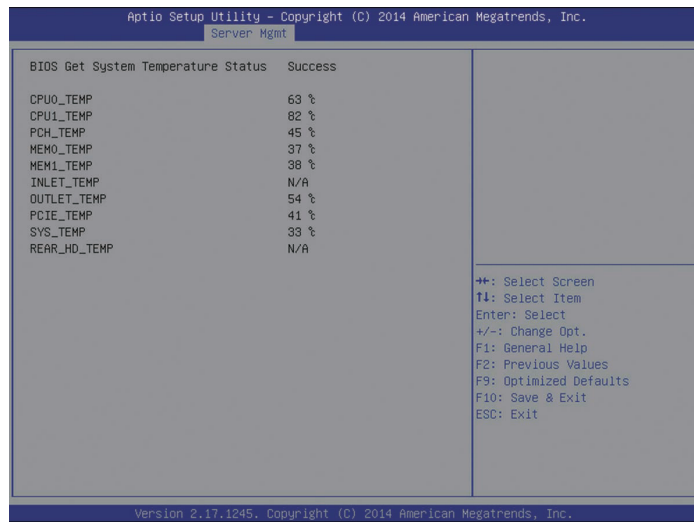 Aptio Setup Utility – Copyright (C) 2014 American Megatrends, Inc.
Server Mgmt
BIOS Get System Temperature Status Success
CPU0_TEMP 63 ℃
CPU1_TEMP 82 ℃
PCH_TEMP 45 ℃
MEM0_TEMP 37 ℃
MEM1_TEMP 38 ℃
INLET_TEMP N/A
OUTLET_TEMP 54 ℃
PCIE_TEMP 41 ℃
SYS_TEMP 33 ℃
REAR_HD_TEMP N/A
→←: Select Screen
↑↓: Select Item
Enter: Select
+/-: Change Opt.
F1: General Help
F2: Previous Values
F9: Optimized Defaults
F10: Save & Exit
ESC: Exit
Version 2.17.1245. Copyright (C) 2014 American Megatrends, Inc.